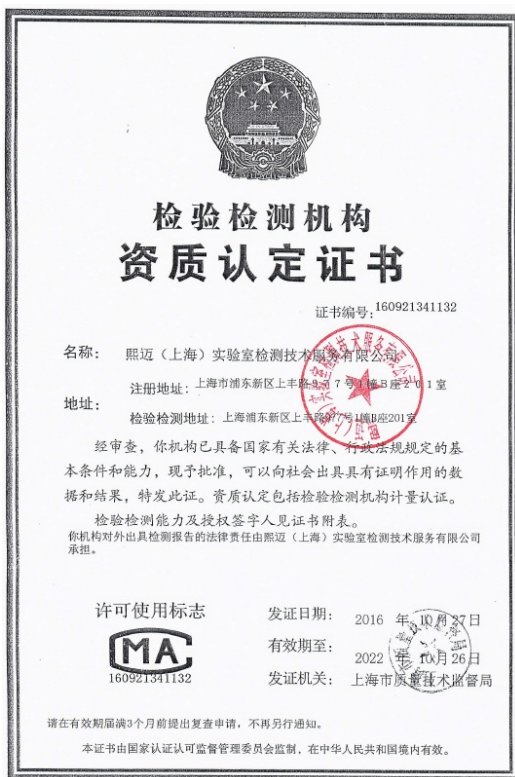 检验检测机构
资质认定证书
证书编号:160921341132
名称: 熙迈（上海）实验室检测技术服务有限公司
地址:
注册地址: 上海市浦东新区上丰路977号1幢B座201室
检验检测地址: 上海浦东新区上丰路977号1幢B座201室
经审查，你机构已具备国家有关法律、行政法规规定的基
本条件和能力，现予批准，可以向社会出具具有证明作用的数
据和结果，特发此证。资质认定包括检验检测机构计量认证。
检验检测能力及授权签字人见证书附表。
你机构对外出具检测报告的法律责任由熙迈（上海）实验室检测技术服务有限公司
承担。
许可使用标志
MA
160921341132
发证日期: 2016 年 10月27日
有效期至: 2022 年 10月26日
发证机关: 上海市质量技术监督局
请在有效期届满3个月前提出复查申请，不再另行通知。
本证书由国家认证认可监督管理委员会监制，在中华人民共和国境内有效。